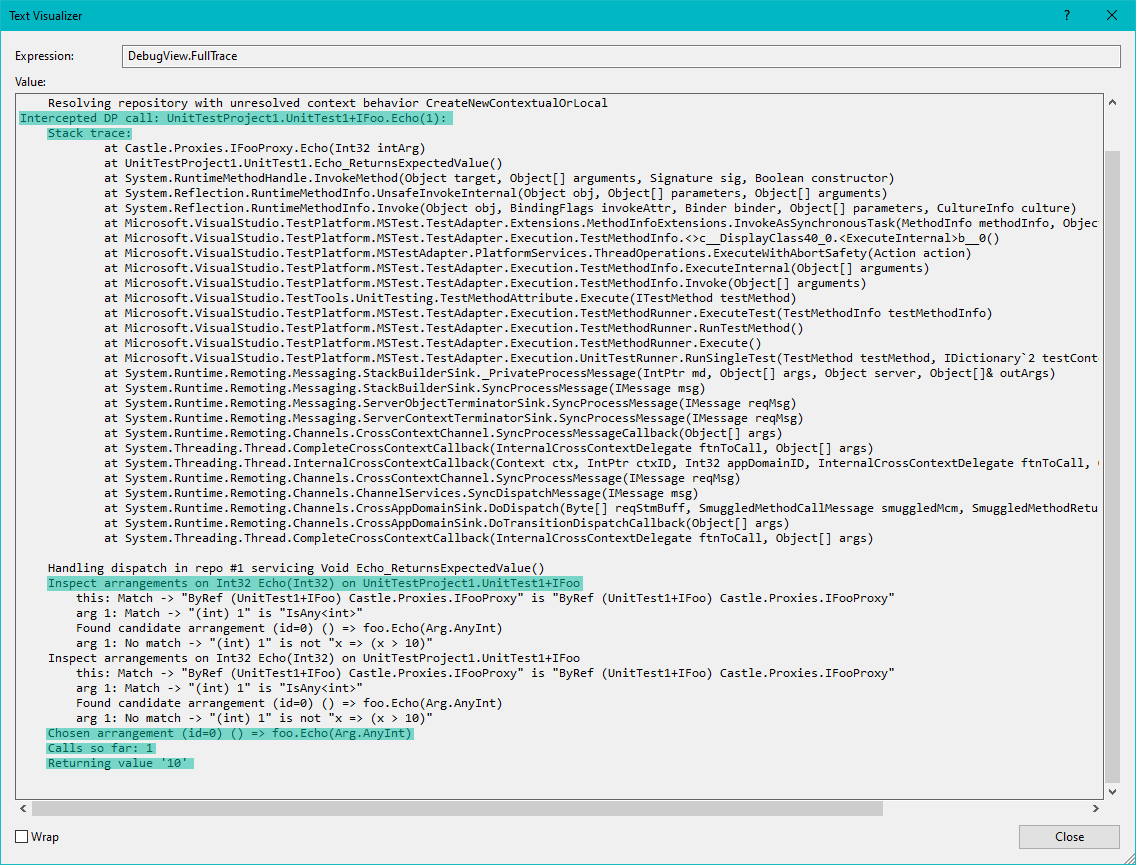 Text Visualizer
?
Expression:
DebugView.FullTrace
Value:
Resolving repository with unresolved context behavior CreateNewContextualOrLocal
Intercepted DP call: UnitTestProject1.UnitTest1+IFoo.Echo(1):
Stack trace:
at Castle.Proxies.IFooProxy.Echo(Int32 intArg)
at UnitTestProject1.UnitTest1.Echo_ReturnsExpectedValue()
at System.RuntimeMethodHandle.InvokeMethod(Object target, Object[] arguments, Signature sig, Boolean constructor)
at System.Reflection.RuntimeMethodInfo.UnsafeInvokeInternal(Object obj, Object[] parameters, Object[] arguments)
at System.Reflection.RuntimeMethodInfo.Invoke(Object obj, BindingFlags invokeAttr, Binder binder, Object[] parameters, CultureInfo culture)
at Microsoft.VisualStudio.TestPlatform.MSTest.TestAdapter.Extensions.MethodInfoExtensions.InvokeAsSynchronousTask(MethodInfo methodInfo, Objec
at Microsoft.VisualStudio.TestPlatform.MSTest.TestAdapter.Execution.TestMethodInfo.<>c__DisplayClass40_0.<ExecuteInternal>b__0()
at Microsoft.VisualStudio.TestPlatform.MSTestAdapter.PlatformServices.ThreadOperations.ExecuteWithAbortSafety(Action action)
at Microsoft.VisualStudio.TestPlatform.MSTest.TestAdapter.Execution.TestMethodInfo.ExecuteInternal(Object[] arguments)
at Microsoft.VisualStudio.TestPlatform.MSTest.TestAdapter.Execution.TestMethodInfo.Invoke(Object[] arguments)
at Microsoft.VisualStudio.TestTools.UnitTesting.TestMethodAttribute.Execute(ITestMethod testMethod)
at Microsoft.VisualStudio.TestPlatform.MSTest.TestAdapter.Execution.TestMethodRunner.ExecuteTest(TestMethodInfo testMethodInfo)
at Microsoft.VisualStudio.TestPlatform.MSTest.TestAdapter.Execution.TestMethodRunner.RunTestMethod()
at Microsoft.VisualStudio.TestPlatform.MSTest.TestAdapter.Execution.TestMethodRunner.Execute()
at Microsoft.VisualStudio.TestPlatform.MSTest.TestAdapter.Execution.UnitTestRunner.RunSingleTest(TestMethod testMethod, IDictionary`2 testCont
at System.Runtime.Remoting.Messaging.StackBuilderSink._PrivateProcessMessage(IntPtr md, Object[] args, Object server, Object[]& outArgs)
at System.Runtime.Remoting.Messaging.StackBuilderSink.SyncProcessMessage(IMessage msg)
at System.Runtime.Remoting.Messaging.ServerObjectTerminatorSink.SyncProcessMessage(IMessage reqMsg)
at System.Runtime.Remoting.Messaging.ServerContextTerminatorSink.SyncProcessMessage(IMessage reqMsg)
at System.Runtime.Remoting.Channels.CrossContextChannel.SyncProcessMessageCallback(Object[] args)
at System.Threading.Thread.CompleteCrossContextCallback(InternalCrossContextDelegate ftnToCall, Object[] args)
at System.Threading.Thread.InternalCrossContextCallback(Context ctx, IntPtr ctxID, Int32 appDomainID, InternalCrossContextDelegate ftnToCall,
at System.Runtime.Remoting.Channels.CrossContextChannel.SyncProcessMessage(IMessage reqMsg)
at System.Runtime.Remoting.Channels.ChannelServices.SyncDispatchMessage(IMessage msg)
at System.Runtime.Remoting.Channels.CrossAppDomainSink.DoDispatch(Byte[] reqStmBuff, SmuggledMethodCallMessage smuggledMcm, SmuggledMethodRetu
at System.Runtime.Remoting.Channels.CrossAppDomainSink.DoTransitionDispatchCallback(Object[] args)
at System.Threading.Thread.CompleteCrossContextCallback(InternalCrossContextDelegate ftnToCall, Object[] args)
Handling dispatch in repo #1 servicing Void Echo_ReturnsExpectedValue()
Inspect arrangements on Int32 Echo(Int32) on UnitTestProject1.UnitTest1+IFoo
this: Match -> "ByRef (UnitTest1+IFoo) Castle.Proxies.IFooProxy" is "ByRef (UnitTest1+IFoo) Castle.Proxies.IFooProxy"
arg 1: Match -> "(int) 1" is "IsAny<int>"
Found candidate arrangement (id=0) () => foo.Echo(Arg.AnyInt)
arg 1: No match -> "(int) 1" is not "x => (x > 10)"
Inspect arrangements on Int32 Echo(Int32) on UnitTestProject1.UnitTest1+IFoo
this: Match -> "ByRef (UnitTest1+IFoo) Castle.Proxies.IFooProxy" is "ByRef (UnitTest1+IFoo) Castle.Proxies.IFooProxy"
arg 1: Match -> "(int) 1" is "IsAny<int>"
Found candidate arrangement (id=0) () => foo.Echo(Arg.AnyInt)
arg 1: No match -> "(int) 1" is not "x => (x > 10)"
Chosen arrangement (id=0) () => foo.Echo(Arg.AnyInt)
Calls so far: 1
Returning value '10'
Wrap
Close